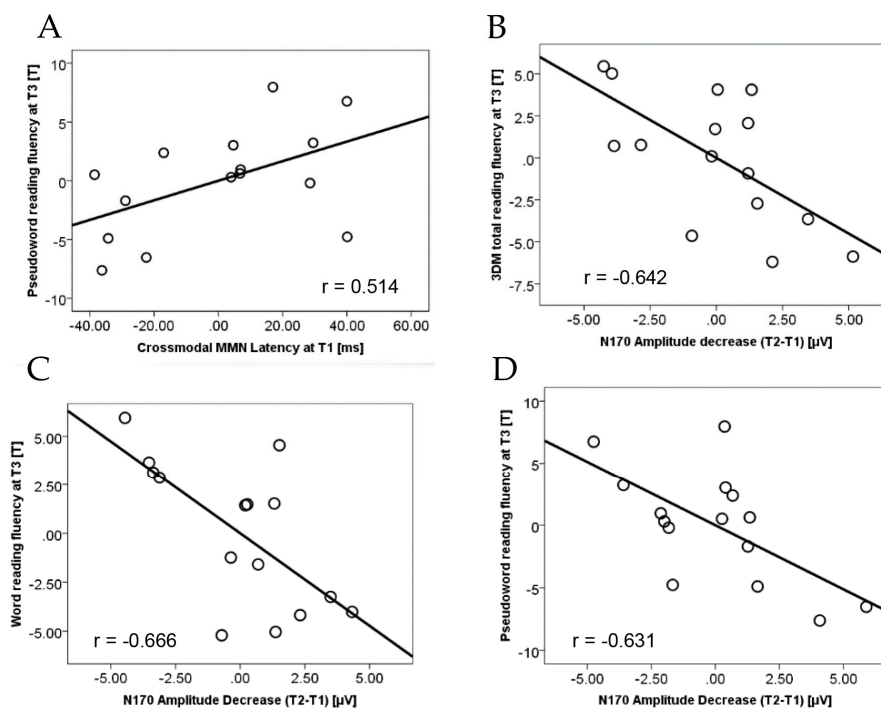 A
Pseudoword reading fluency at T3 [T]
10
5
0
-5
-10
r = 0.514
-40.00 -20.00 .00 20.00 40.00 60.00
Crossmodal MMN Latency at T1 [ms]
B
3DM total reading fluency at T3 [T]
5.0
2.5
.0
-2.5
-5.0
-7.5
r = -0.642
-5.00 -2.50 .00 2.50 5.00
N170 Amplitude decrease (T2-T1) [µV]
C
Word reading fluency at T3 [T]
5.00
2.50
.00
-2.50
-5.00
r = -0.666
-5.00 -2.50 .00 2.50 5.00
N170 Amplitude Decrease (T2-T1) [µV]
D
Pseudoword reading fluency at T3 [T]
10
5
0
-5
-10
r = -0.631
-5.00 -2.50 .00 2.50 5.00
N170 Amplitude Decrease (T2-T1) [µV]